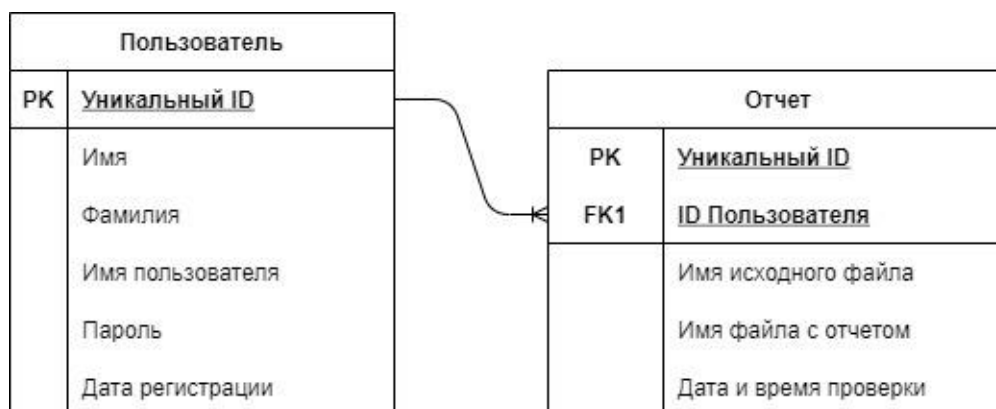 Пользователь
PK Уникальный ID
Имя
Фамилия
Имя пользователя
Пароль
Дата регистрации
Отчет
PK Уникальный ID
FK1 ID Пользователя
Имя исходного файла
Имя файла с отчетом
Дата и время проверки